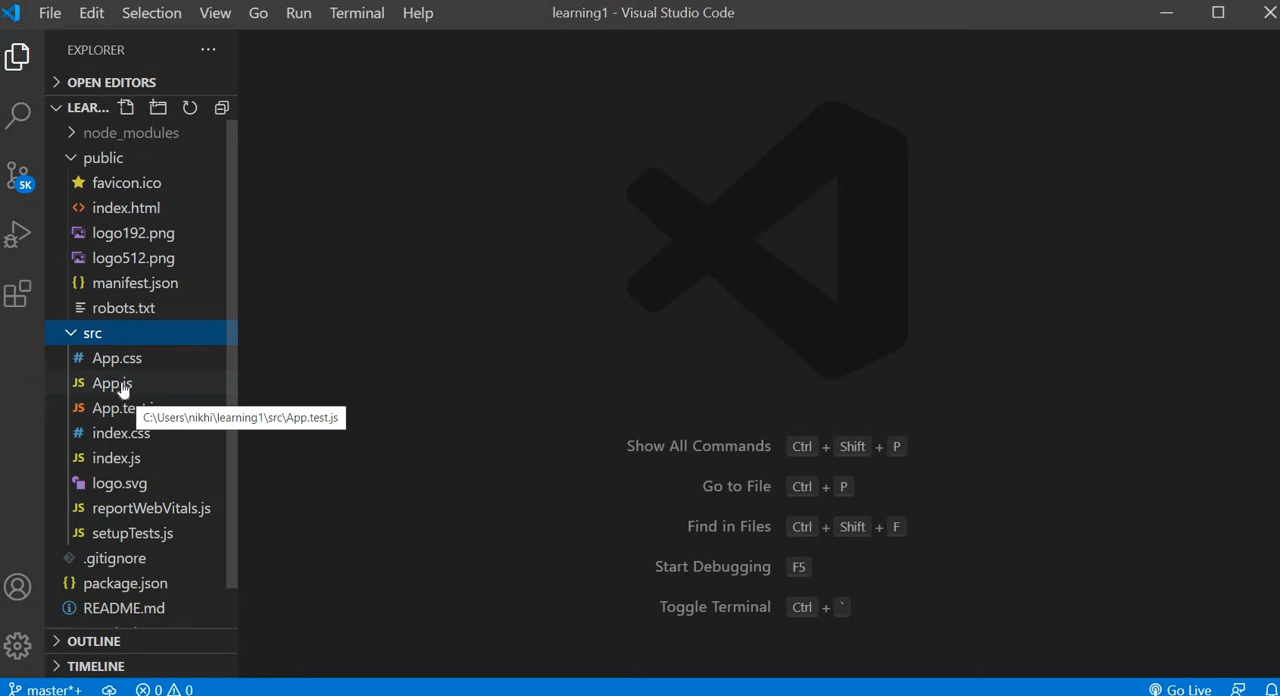 File Edit Selection View Go Run Terminal Help learning1 - Visual Studio Code
EXPLORER
OPEN EDITORS
LEAR...
node_modules
public
favicon.ico
index.html
logo192.png
logo512.png
manifest.json
robots.txt
src
App.css
App.js
App.test.j
C:\Users\nikhi\learning1\src\App.test.js
index.css
index.js
logo.svg
reportWebVitals.js
setupTests.js
.gitignore
package.json
README.md
OUTLINE
TIMELINE
5K
Show All Commands Ctrl + Shift + P
Go to File Ctrl + P
Find in Files Ctrl + Shift + F
Start Debugging F5
Toggle Terminal Ctrl + `
master*+ 0 0 Go Live